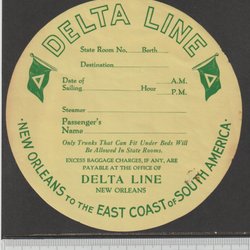 DELTA LINE
State Room No. Berth
Destination
Date of A.M.
Sailing Hour P.M.
Steamer
Passenger's
Name
Only Trunks That Can Fit Under Beds Will
Be Allowed In State Rooms.
EXCESS BAGGAGE CHARGES, IF ANY, ARE
PAYABLE AT THE OFFICE OF
DELTA LINE
NEW ORLEANS
·NEW ORLEANS TO THE EAST COAST OF SOUTH AMERICA·